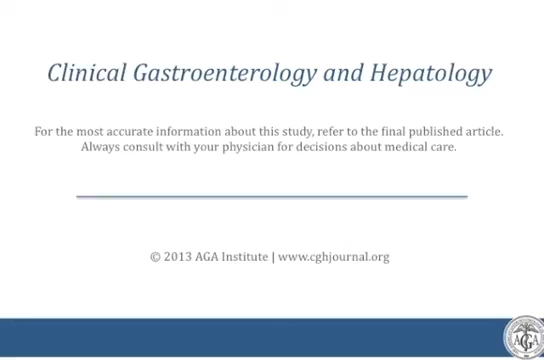 Clinical Gastroenterology and Hepatology
For the most accurate information about this study, refer to the final published article.
Always consult with your physician for decisions about medical care.
© 2013 AGA Institute | www.cghjournal.org
AGA